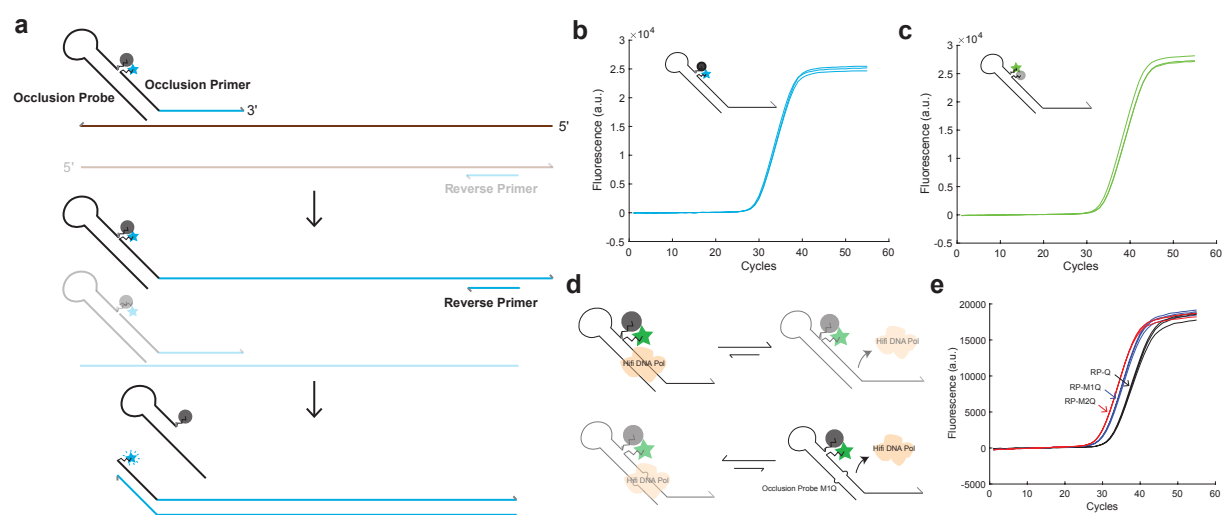 a
Occlusion Primer
Occlusion Probe
3'
5'
5'
Reverse Primer
Reverse Primer
b
×10⁴
3
2.5
2
1.5
1
0.5
0
-0.5
0 10 20 30 40 50 60
Fluorescence (a.u.)
Cycles
c
×10⁴
3
2.5
2
1.5
1
0.5
0
-0.5
0 10 20 30 40 50 60
Fluorescence (a.u.)
Cycles
d
Hifi DNA Pol
Hifi DNA Pol
Hifi DNA Pol
Hifi DNA Pol
Occlusion Probe M1Q
e
20000
15000
10000
5000
0
-5000
0 10 20 30 40 50 60
Fluorescence (a.u.)
Cycles
RP-Q
RP-M1Q
RP-M2Q